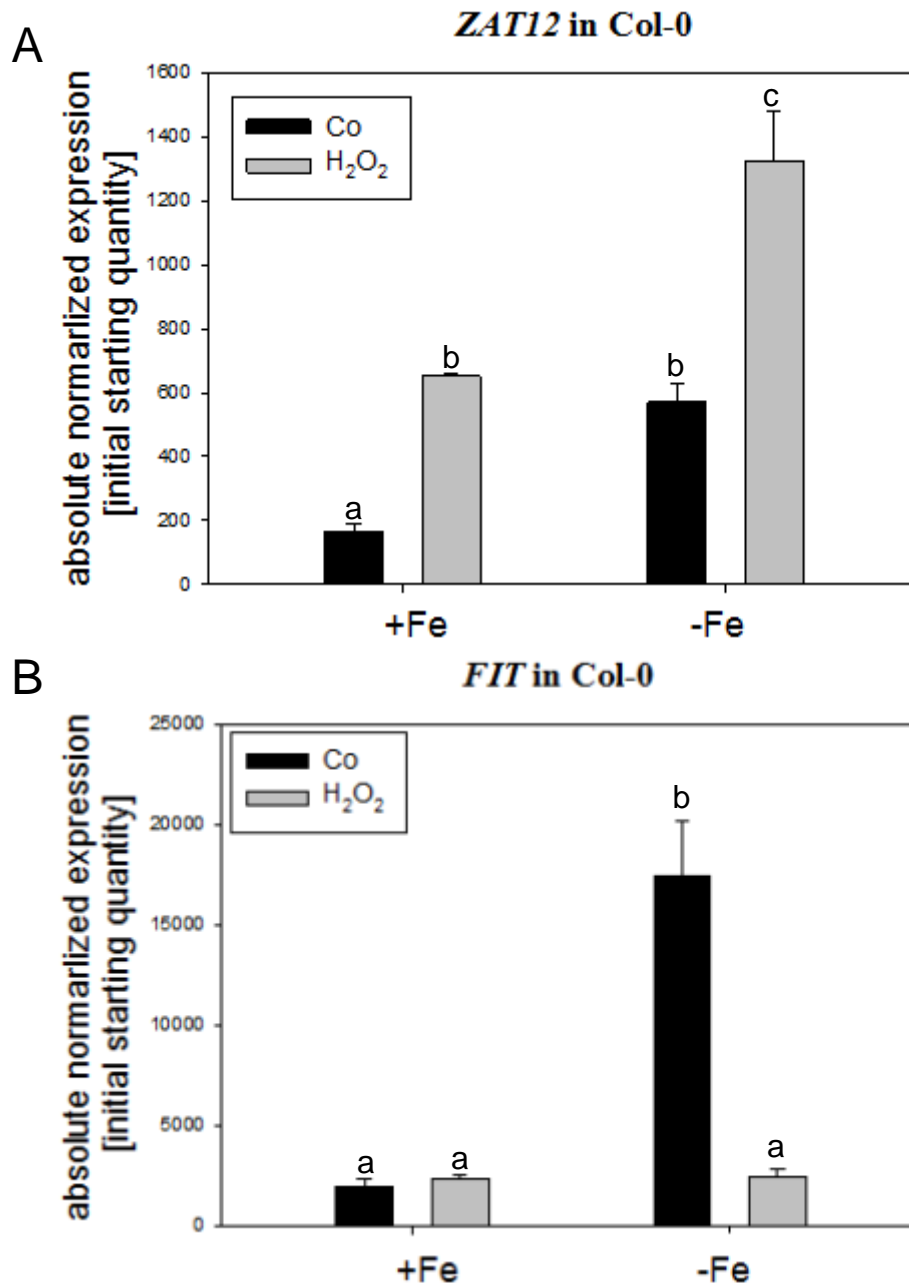 A
ZAT12 in Col-0
absolute normarlized expression
[initial starting quantity]
1600
1400
1200
1000
800
600
400
200
0
Co
H₂O₂
a
b
b
c
+Fe
-Fe
B
FIT in Col-0
absolute normarlized expression
[initial starting quantity]
25000
20000
15000
10000
5000
0
Co
H₂O₂
a
a
b
a
+Fe
-Fe